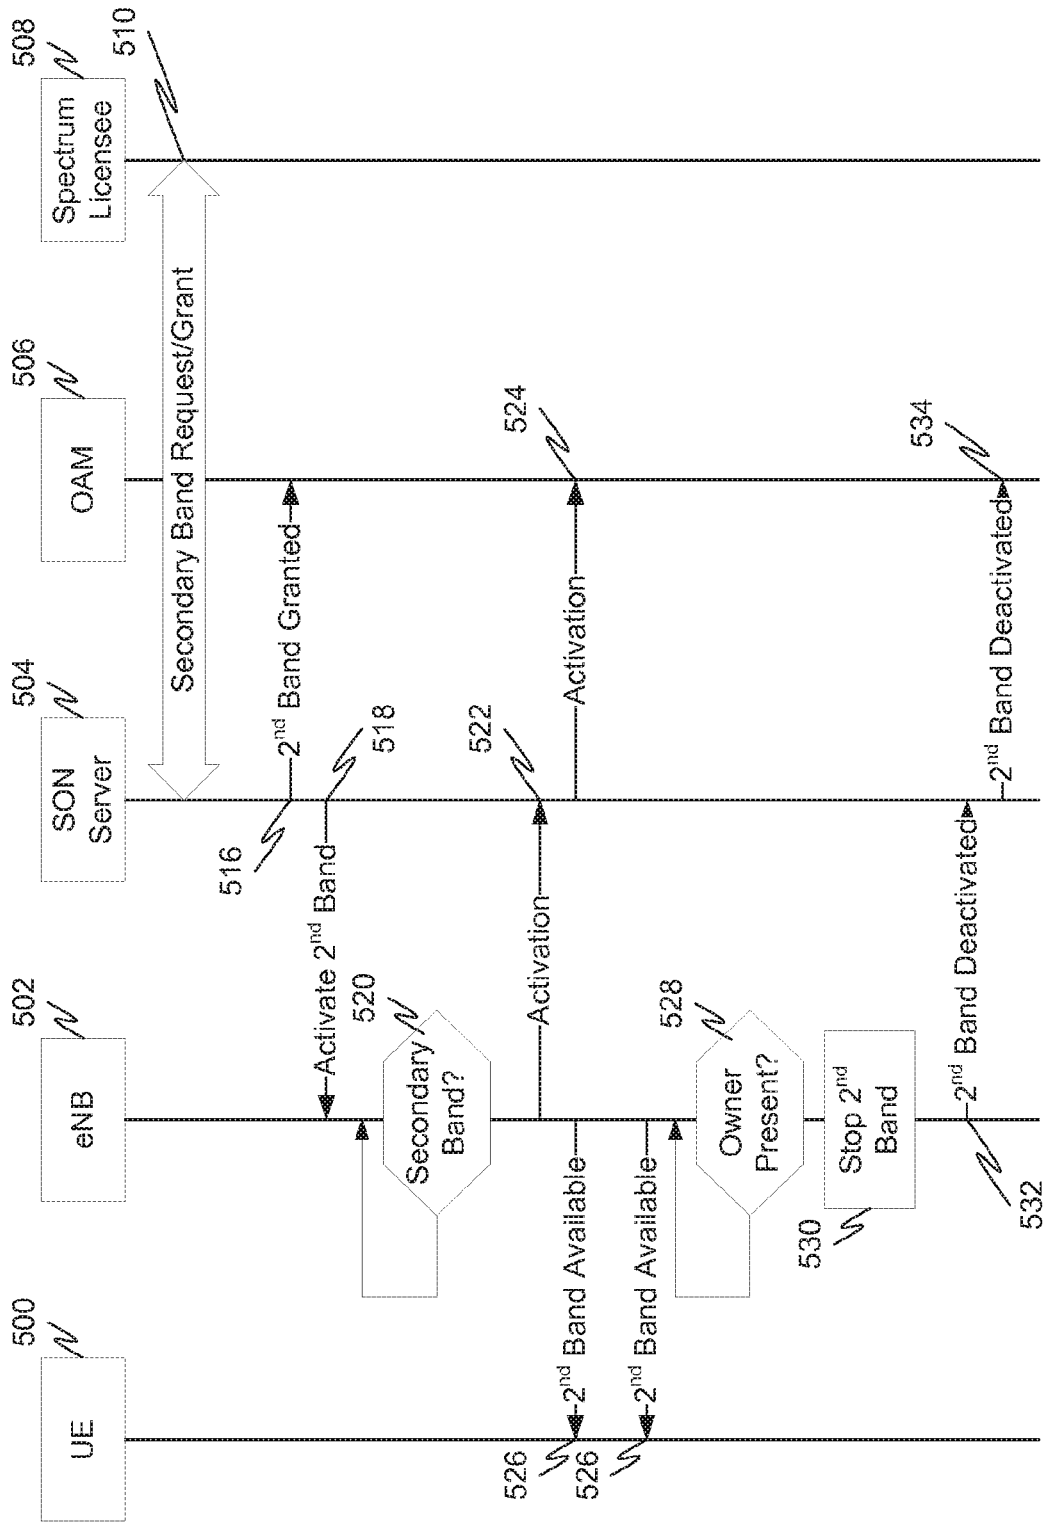 500
UE
502
eNB
504
SON
Server
506
OAM
508
Spectrum
Licensee
510
Secondary Band Request/Grant
516
2nd Band Granted
518
Activate 2nd Band
520
Secondary
Band?
522
Activation
524
Activation
526
2nd Band Available
526
2nd Band Available
528
Owner
Present?
530
Stop 2nd
Band
532
2nd Band Deactivated
534
2nd Band Deactivated